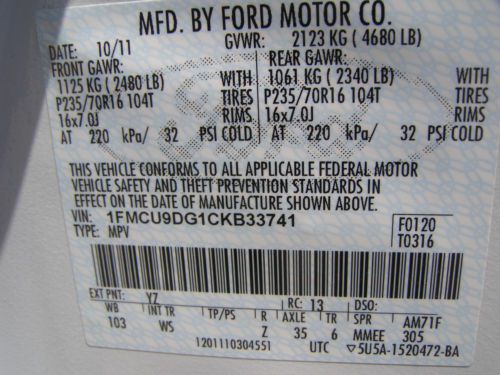 MFD. BY FORD MOTOR CO.
DATE: 10/11 GVWR: 2123 KG (4680 LB)
FRONT GAWR: REAR GAWR:
1125 KG (2480 LB) WITH 1061 KG (2340 LB) WITH
P235/70R16 104T TIRES P235/70R16 104T TIRES
16x7.0J RIMS 16x7.0J RIMS
AT 220 kPa/ 32 PSI COLD AT 220 kPa/ 32 PSI COLD
THIS VEHICLE CONFORMS TO ALL APPLICABLE FEDERAL MOTOR
VEHICLE SAFETY AND THEFT PREVENTION STANDARDS IN
EFFECT ON THE DATE OF MANUFACTURE SHOWN ABOVE.
VIN: 1FMCU9DG1CKB33741 F0120
TYPE: MPV T0316
EXT PNT: YZ RC: 13 DSO:
WB INT TR TP/PS R AXLE TR SPR AM71F
103 WS Z 35 6 MMEE 305
1201110304551 UTC ▽5U5A-1520472-BA